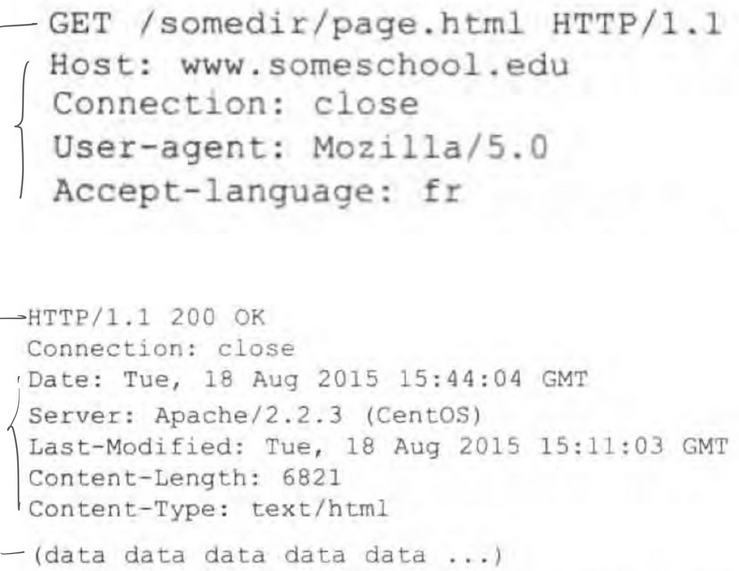 GET /somedir/page.html HTTP/1.1
Host: www.someschool.edu
Connection: close
User-agent: Mozilla/5.0
Accept-language: fr
HTTP/1.1 200 OK
Connection: close
Date: Tue, 18 Aug 2015 15:44:04 GMT
Server: Apache/2.2.3 (CentOS)
Last-Modified: Tue, 18 Aug 2015 15:11:03 GMT
Content-Length: 6821
Content-Type: text/html
(data data data data data ...)